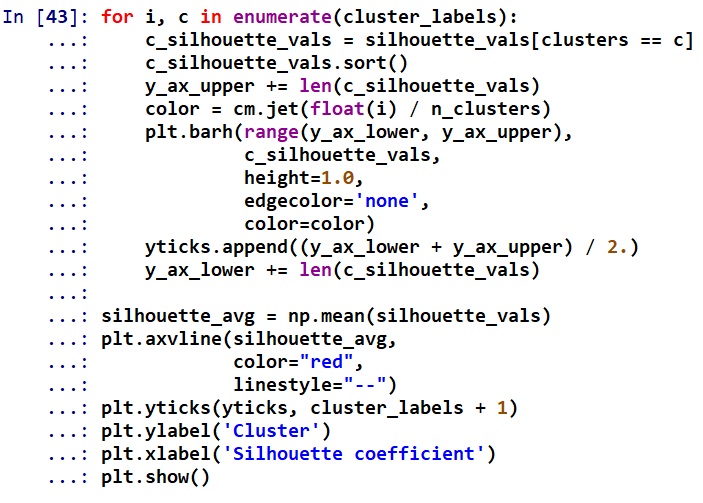 In [43]: for i, c in enumerate(cluster_labels):
    ...:     c_silhouette_vals = silhouette_vals[clusters == c]
    ...:     c_silhouette_vals.sort()
    ...:     y_ax_upper += len(c_silhouette_vals)
    ...:     color = cm.jet(float(i) / n_clusters)
    ...:     plt.barh(range(y_ax_lower, y_ax_upper),
    ...:              c_silhouette_vals,
    ...:              height=1.0,
    ...:              edgecolor='none',
    ...:              color=color)
    ...:     yticks.append((y_ax_lower + y_ax_upper) / 2.)
    ...:     y_ax_lower += len(c_silhouette_vals)
    ...:
    ...: silhouette_avg = np.mean(silhouette_vals)
    ...: plt.axvline(silhouette_avg,
    ...:             color="red",
    ...:             linestyle="--")
    ...: plt.yticks(yticks, cluster_labels + 1)
    ...: plt.ylabel('Cluster')
    ...: plt.xlabel('Silhouette coefficient')
    ...: plt.show()